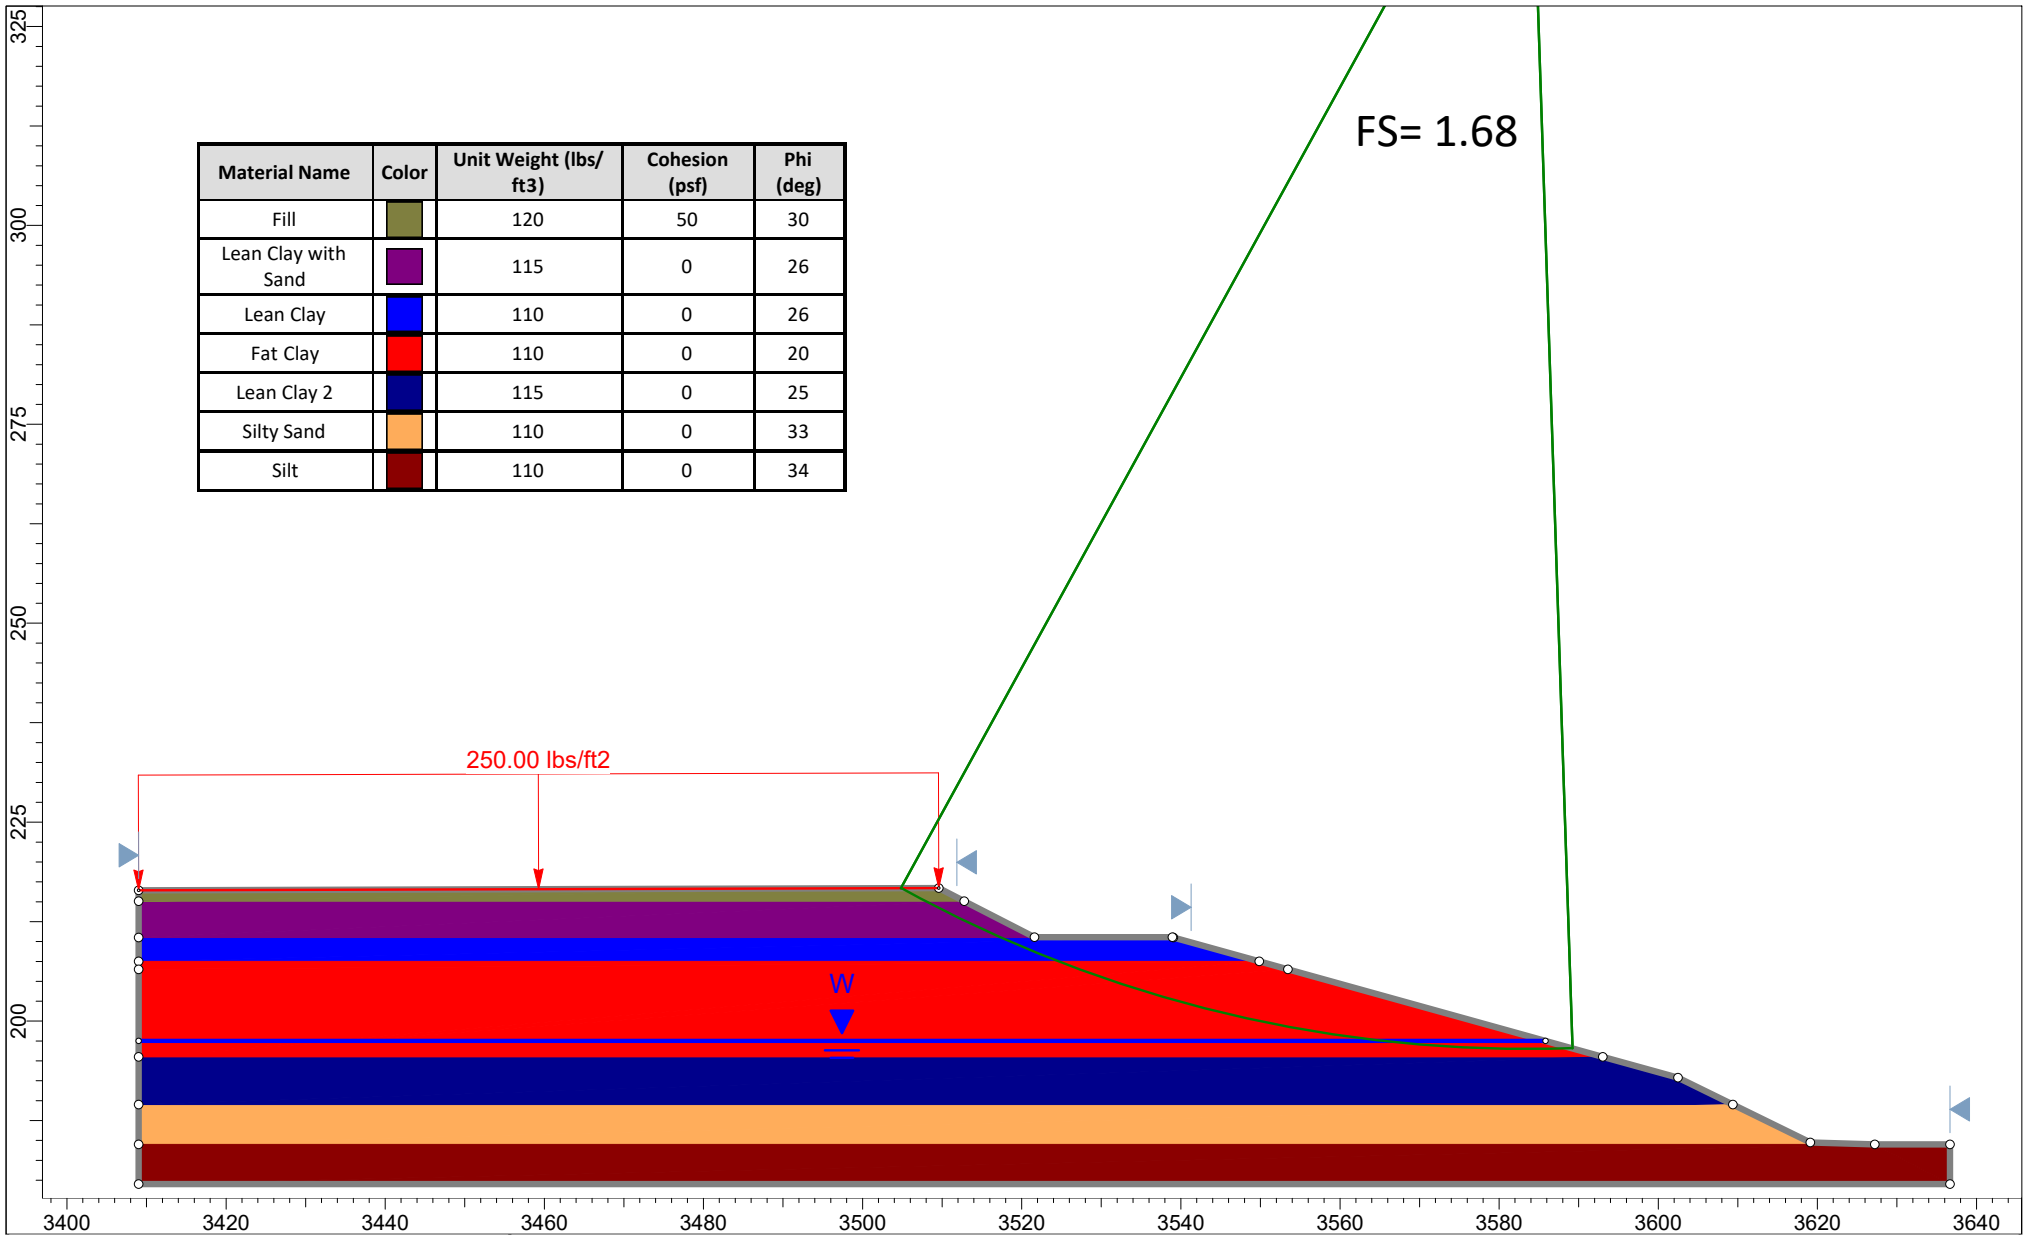 FS= 1.68
Material Name Color Unit Weight (lbs/ft3) Cohesion (psf) Phi (deg)
Fill 120 50 30
Lean Clay with Sand 115 0 26
Lean Clay 110 0 26
Fat Clay 110 0 20
Lean Clay 2 115 0 25
Silty Sand 110 0 33
Silt 110 0 34
250.00 lbs/ft2
W
325
300
275
250
225
200
3400 3420 3440 3460 3480 3500 3520 3540 3560 3580 3600 3620 3640